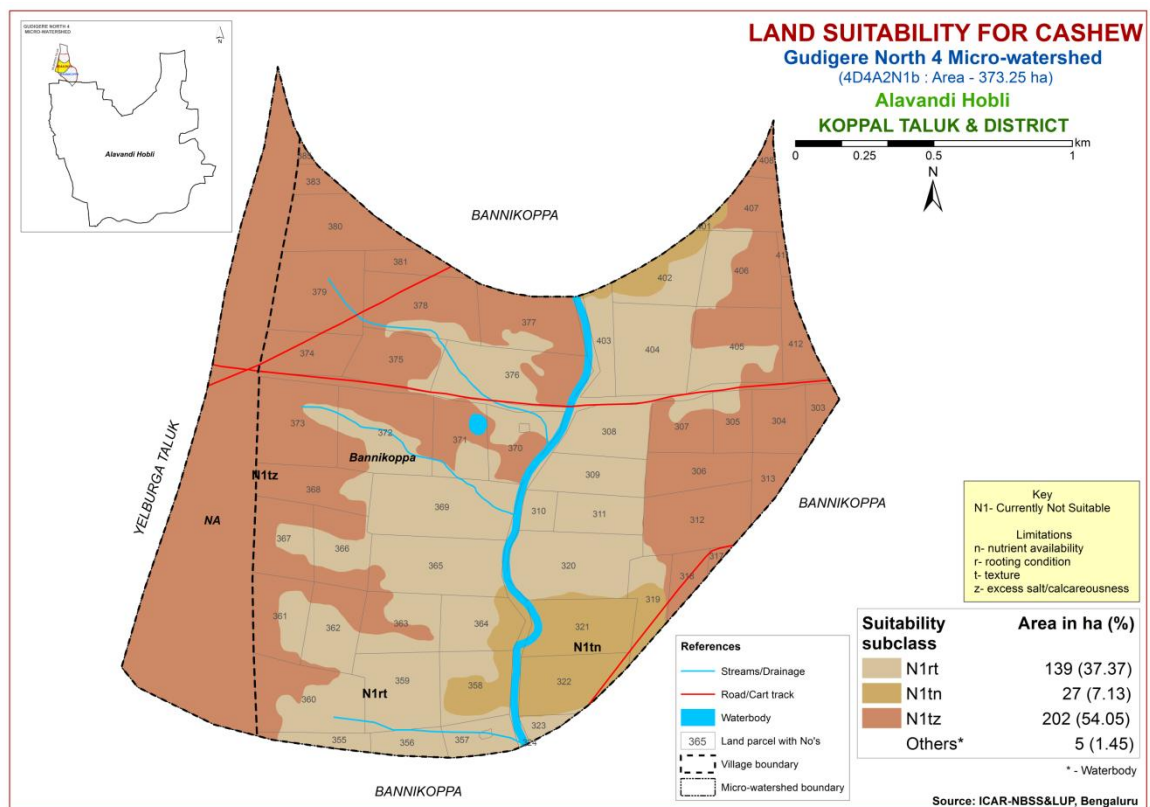 GUDIGERE NORTH 4
MICRO-WATERSHED
N
Alavandi Hobli
LAND SUITABILITY FOR CASHEW
Gudigere North 4 Micro-watershed
(4D4A2N1b : Area - 373.25 ha)
Alavandi Hobli
KOPPAL TALUK & DISTRICT
km
0 0.25 0.5 1
N
BANNIKOPPA
408
383
407
380
401
381
402
406
379
378
377
403
404
405
412
374
375
376
303
373
372
371
370
308
307
305
304
Bannikoppa
309
306
313
N1tz
368
369
310
311
312
BANNIKOPPA
YELBURGA TALUK
NA
367
366
365
320
317
316
319
361
362
363
364
321
N1tn
359
358
322
N1rt
360
355
356
357
323
324
BANNIKOPPA
Key
N1- Currently Not Suitable
Limitations
n- nutrient availability
r- rooting condition
t- texture
z- excess salt/calcareousness
Suitability subclass Area in ha (%)
N1rt 139 (37.37)
N1tn 27 (7.13)
N1tz 202 (54.05)
Others* 5 (1.45)
* - Waterbody
References
Streams/Drainage
Road/Cart track
Waterbody
365 Land parcel with No's
Village boundary
Micro-watershed boundary
Source: ICAR-NBSS&LUP, Bengaluru